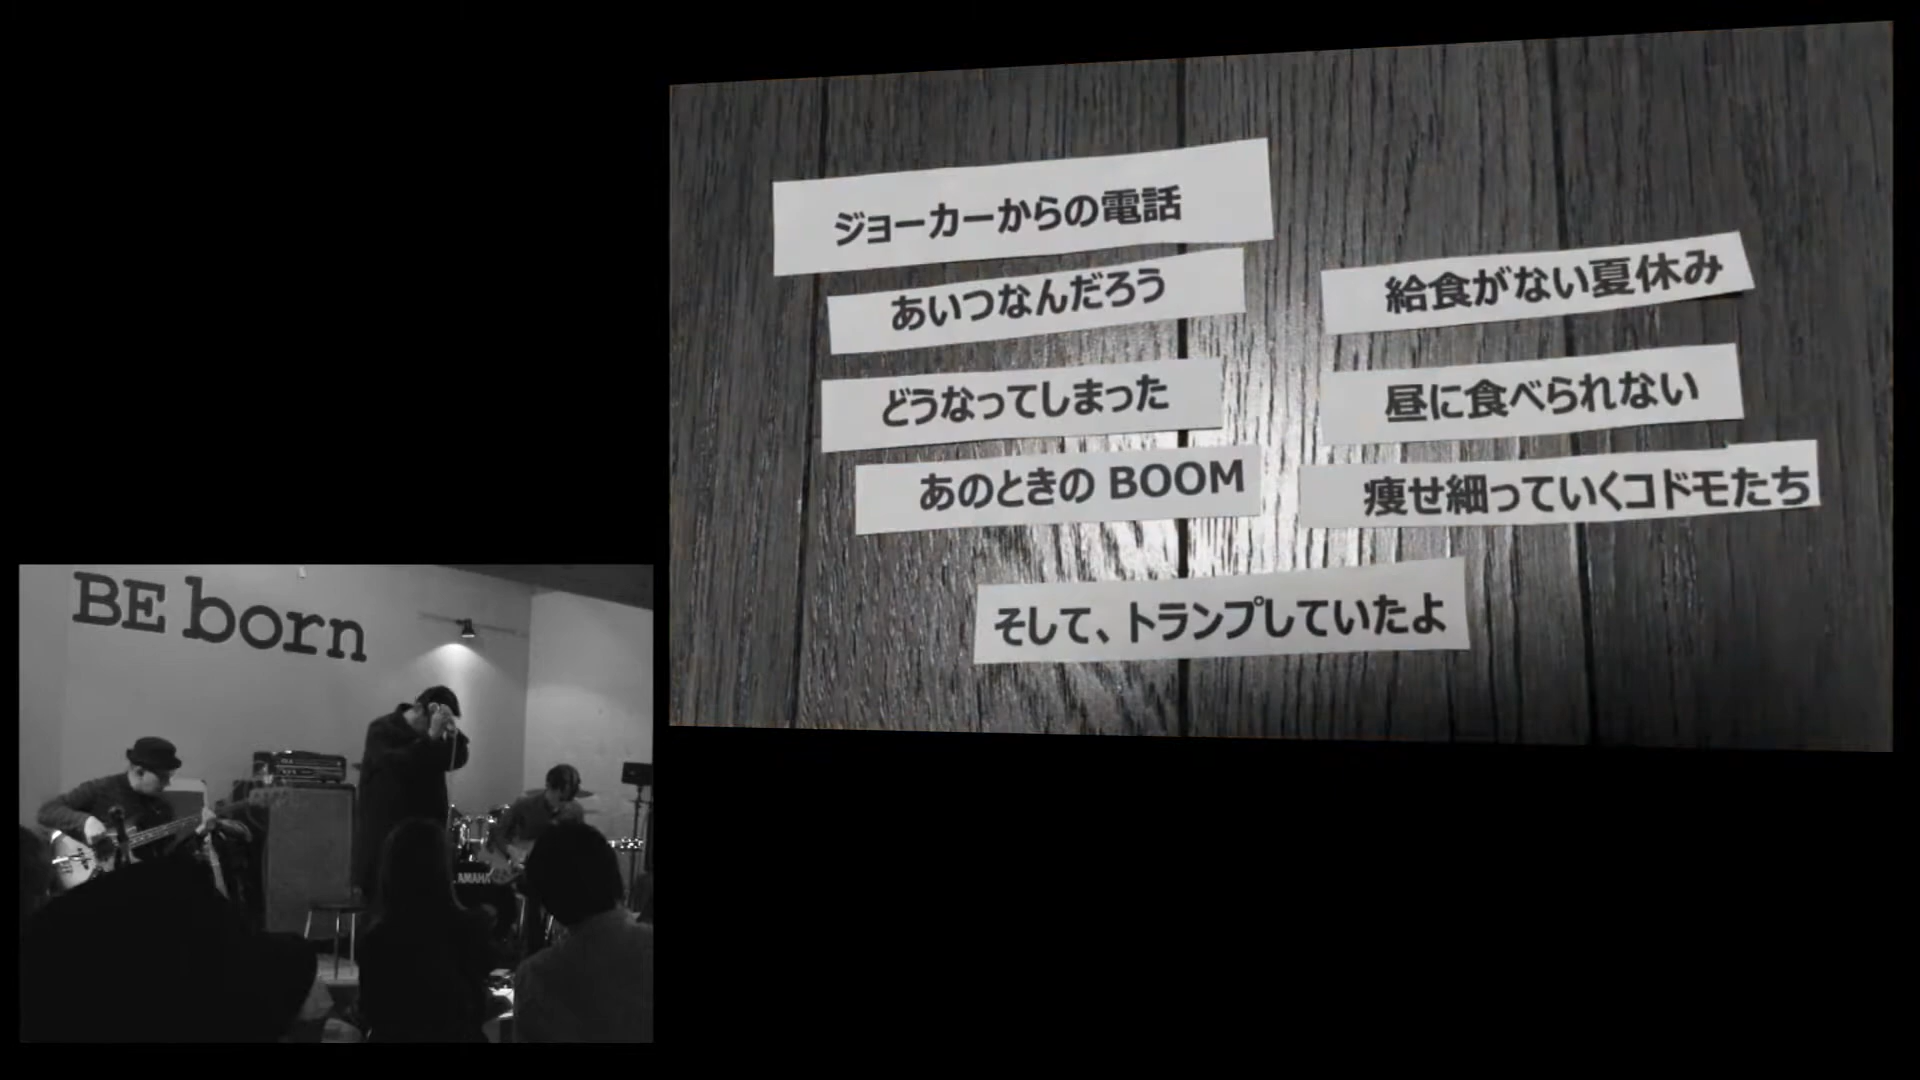 ジョーカーからの電話
あいつなんだろう
どうなってしまった
あのときの BOOM
給食がない夏休み
昼に食べられない
痩せ細っていくコドモたち
そして、トランプしていたよ
BE born
YAMAHA